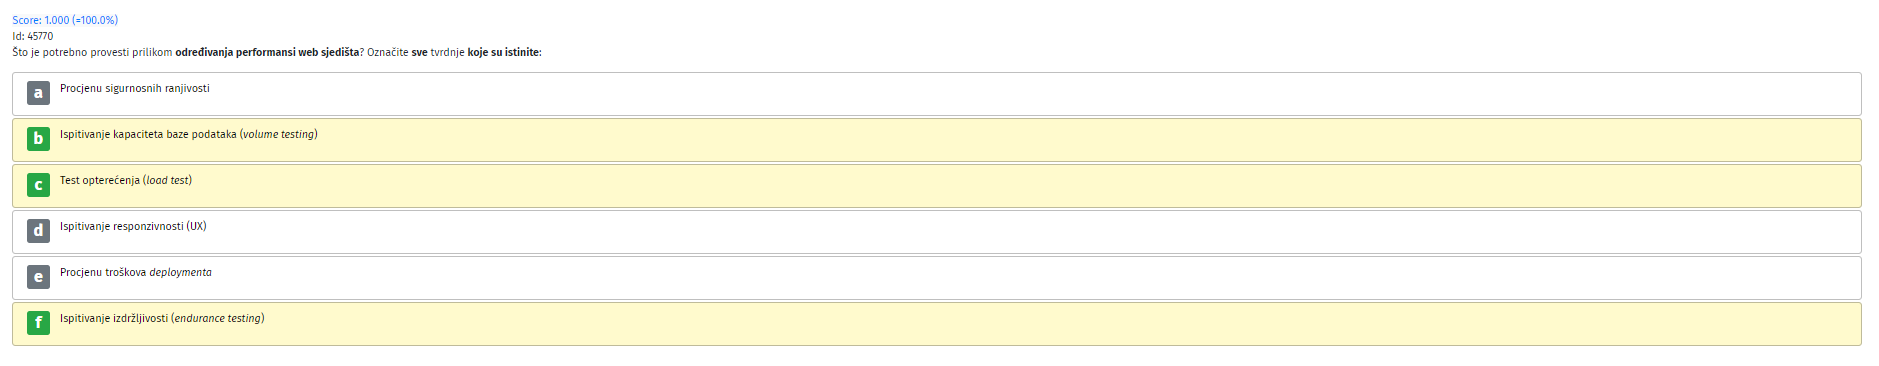 Score: 1.000 (=100.0%)
Id: 45770
Što je potrebno provesti prilikom određivanja performansi web sjedišta? Označite sve tvrdnje koje su istinite:
a Procjenu sigurnosnih ranjivosti
b Ispitivanje kapaciteta baze podataka (volume testing)
c Test opterećenja (load test)
d Ispitivanje responzivnosti (UX)
e Procjenu troškova deploymenta
f Ispitivanje izdržljivosti (endurance testing)